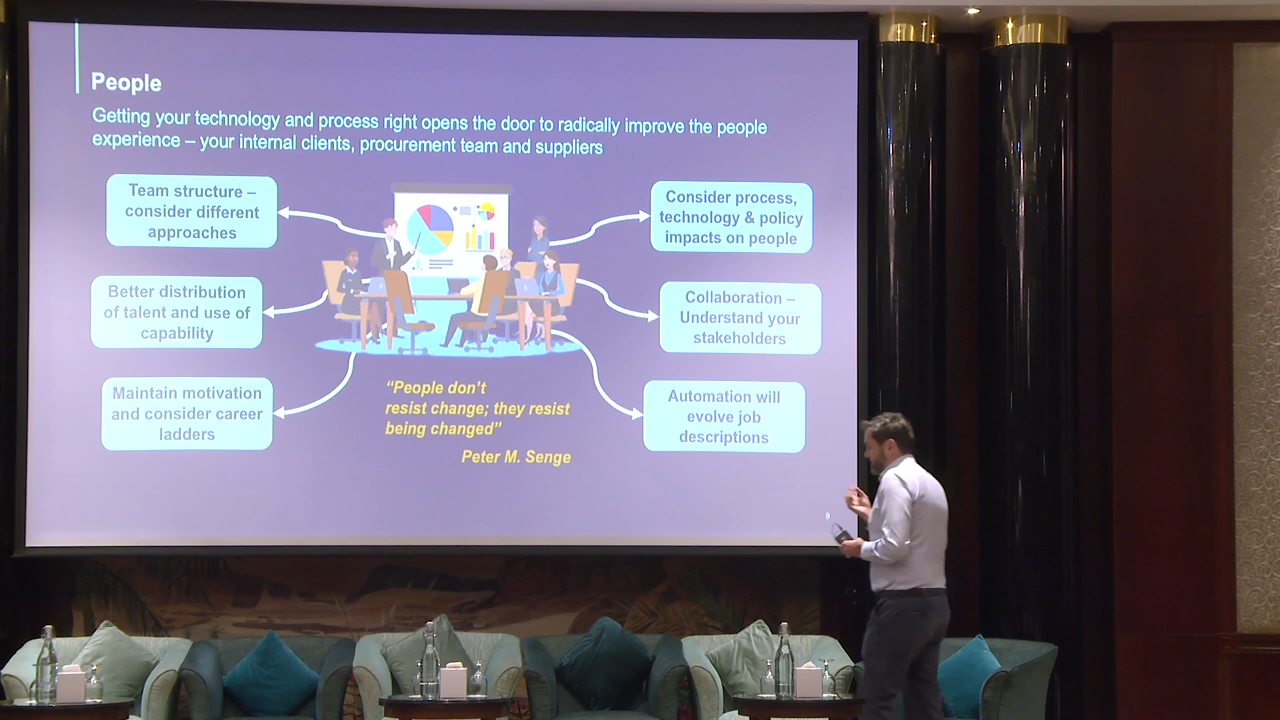 People
Getting your technology and process right opens the door to radically improve the people
experience – your internal clients, procurement team and suppliers
Team structure –
consider different
approaches
Better distribution
of talent and use of
capability
Maintain motivation
and consider career
ladders
Consider process,
technology & policy
impacts on people
Collaboration –
Understand your
stakeholders
Automation will
evolve job
descriptions
“People don’t
resist change; they resist
being changed”
Peter M. Senge
9